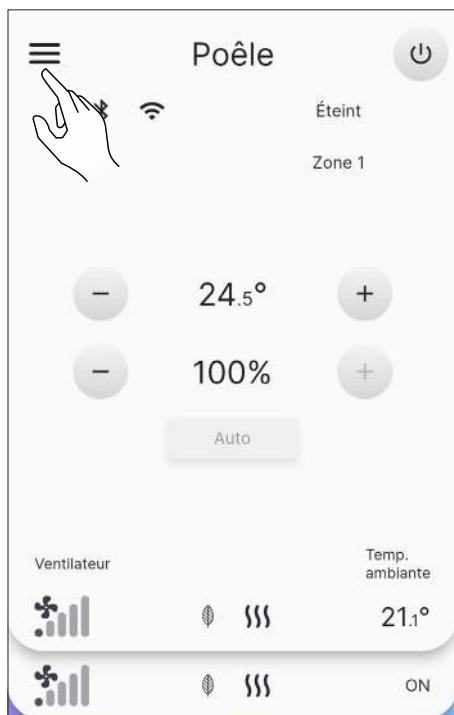 Poêle
Éteint
Zone 1
− 24.5° +
− 100% +
Auto
Ventilateur
Temp.
ambiante
21.1°
ON